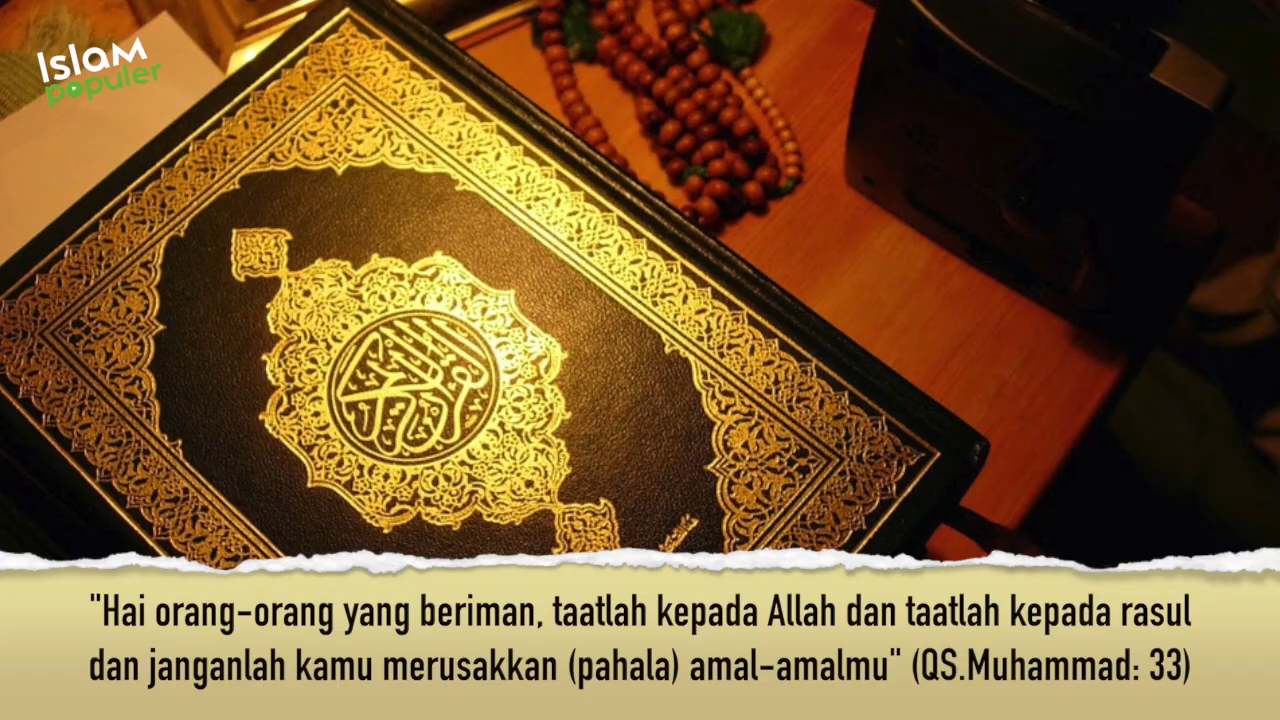 Islam
populer
"Hai orang-orang yang beriman, taatlah kepada Allah dan taatlah kepada rasul
dan janganlah kamu merusakkan (pahala) amal-amalmu" (QS.Muhammad: 33)